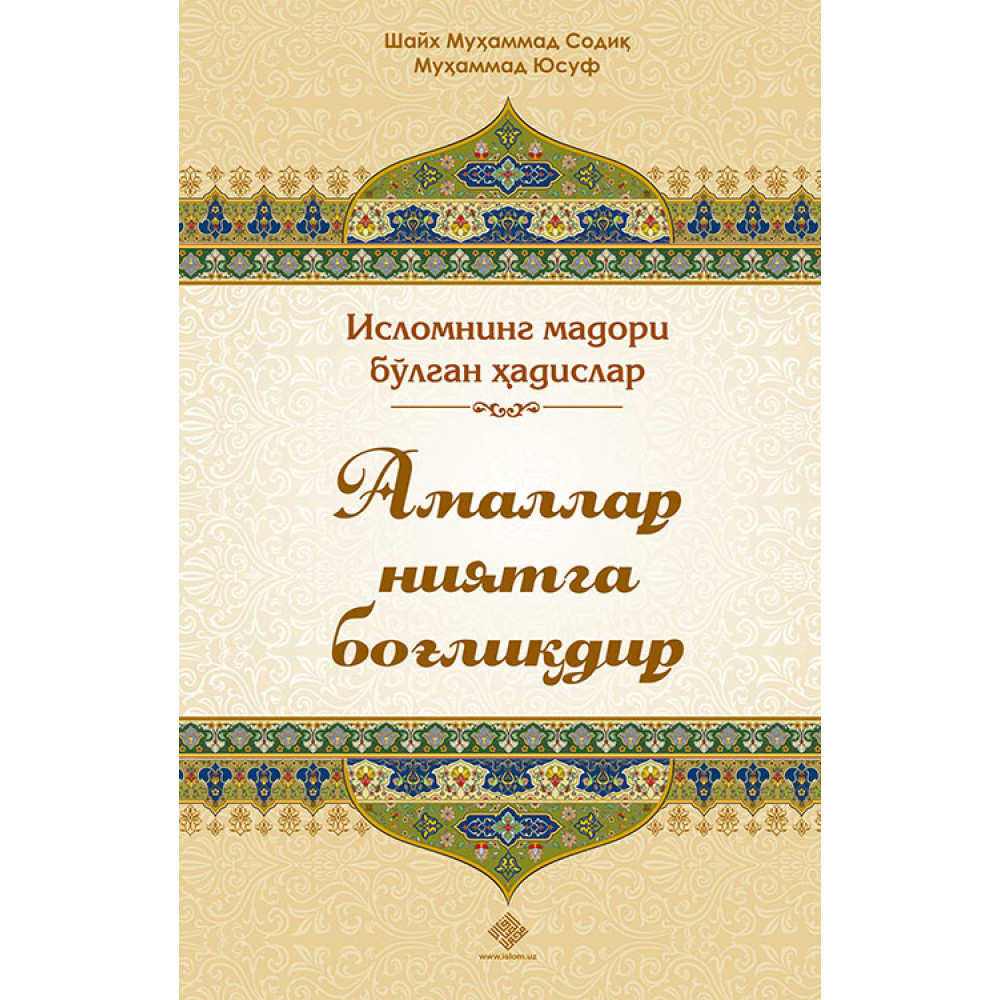 Шайх Муҳаммад Содиқ
Муҳаммад Юсуф
Исломнинг мадори
бўлган ҳадислар
Амаллар
ниятга
боғлиқдир
www.islom.uz